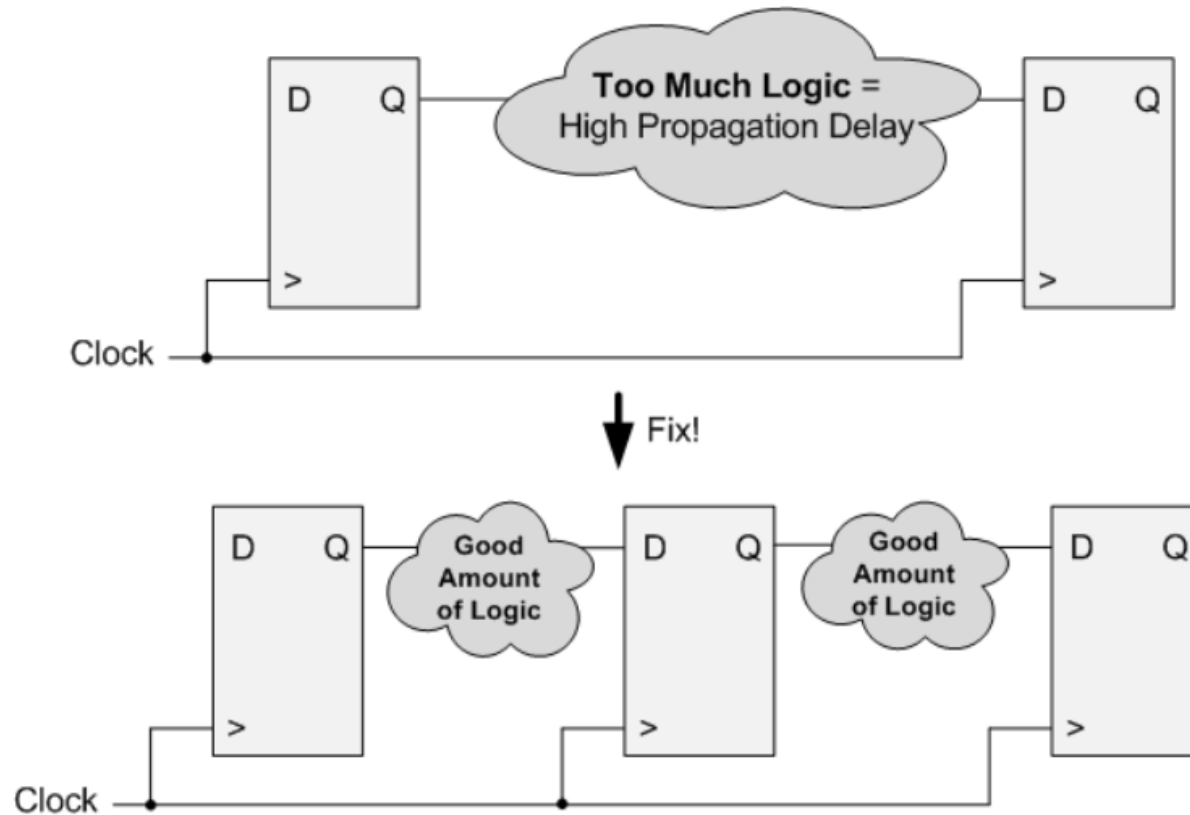 Too Much Logic =
D Q High Propagation Delay D Q
> >
Clock
Fix!
D Q Good Amount of Logic D Q Good Amount of Logic D Q
> > >
Clock